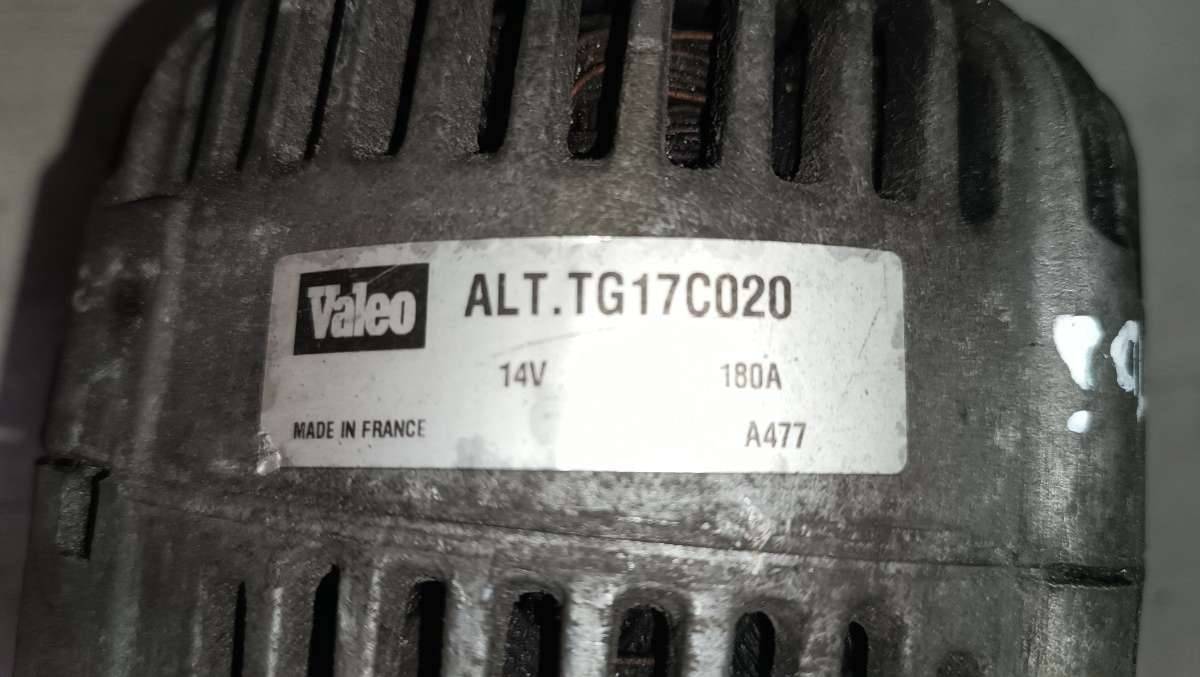 Valeo
ALT.TG17C020
14V 180A
MADE IN FRANCE A477